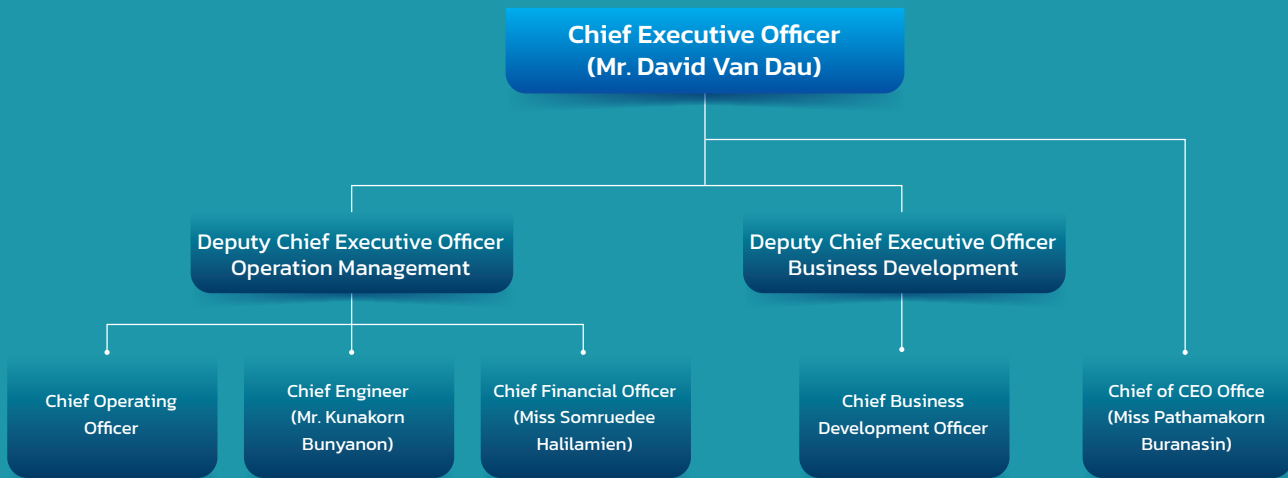 Chief Executive Officer
(Mr. David Van Dau)
Deputy Chief Executive Officer
Operation Management
Deputy Chief Executive Officer
Business Development
Chief Operating
Officer
Chief Engineer
(Mr. Kunakorn
Bunyanon)
Chief Financial Officer
(Miss Somruedee
Halilamien)
Chief Business
Development Officer
Chief of CEO Office
(Miss Pathamakorn
Buranasin)